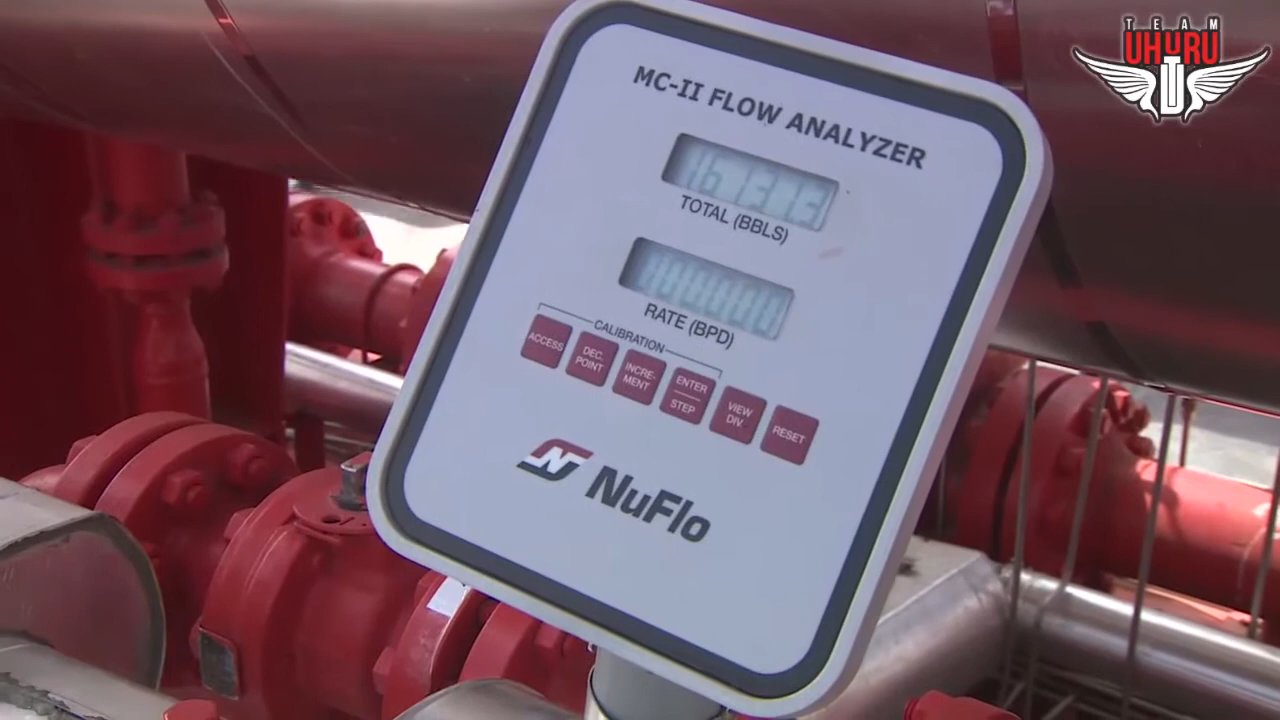 TEAM
UHURU
MC-II FLOW ANALYZER
TOTAL (BBLS)
RATE (BPD)
CALIBRATION
ACCESS
DEC.
POINT
INCRE-
MENT
ENTER
STEP
VIEW
DIV.
RESET
NuFlo